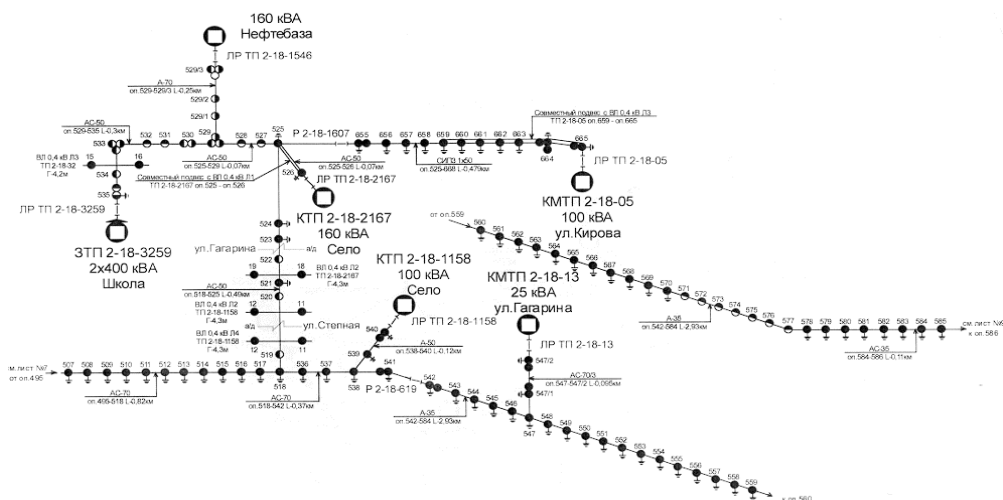 160 кВА
Нефтебаза
ЛР ТП 2-18-1546
529/3
А-70
оп.529-529/3 L-0,25км
529/2
529/1
АС-50
оп.529-535 L-0,3км
533
532
531
530
529
528
527
525
Р 2-18-1607
655
656
657
658
659
660
661
662
663
664
665
Совместный подвес с ВЛ 0,4 кВ Л3
ТП 2-18-05 оп.659 - оп.665
ВЛ 0,4 кВ Л3
ТП 2-18-32
Г-4,2м
15
16
534
535
АС-50
оп.525-529 L-0,07км
АС-50
оп.525-526 L-0,07км
СИП3 1х50
оп.525-668 L-0,479км
ЛР ТП 2-18-05
Совместный подвес с ВЛ 0,4 кВ Л1
ТП 2-18-2167 оп.525 - оп.526
526
ЛР ТП 2-18-2167
ЛР ТП 2-18-3259
КТП 2-18-2167
160 кВА
Село
КМТП 2-18-05
100 кВА
ул.Кирова
ЗТП 2-18-3259
2х400 кВА
Школа
524
523
ул.Гагарина
а/д
522
19
18
ВЛ 0,4 кВ Л2
ТП 2-18-2167
Г-4,3м
521
АС-50
оп.518-525 L-0,49км
520
ВЛ 0,4 кВ Л2
ТП 2-18-1158
Г-4,3м
12
11
а/д
ул.Степная
ВЛ 0,4 кВ Л4
ТП 2-18-1158
Г-4,3м
12
11
519
КТП 2-18-1158
100 кВА
Село
ЛР ТП 2-18-1158
540
А-50
оп.538-540 L-0,12км
539
КМТП 2-18-13
25 кВА
ул.Гагарина
ЛР ТП 2-18-13
547/2
АС-70/3
оп.547-547/2 L-0,095км
547/1
от оп.559
560
561
562
563
564
565
566
567
568
569
570
571
572
573
574
575
576
577
578
579
580
581
582
583
584
585
А-35
оп.542-584 L-2,93км
АС-35
оп.584-586 L-0,11км
см.лист №6
к оп.586
им.лист №7
от оп.495
507
508
509
510
511
512
513
514
515
516
517
518
536
537
538
541
Р 2-18-619
АС-70
оп.495-518 L-0,82км
АС-70
оп.518-542 L-0,37км
542
543
544
545
546
547
548
549
550
551
552
553
554
555
556
557
558
559
А-35
оп.542-584 L-2,93км
к оп.560